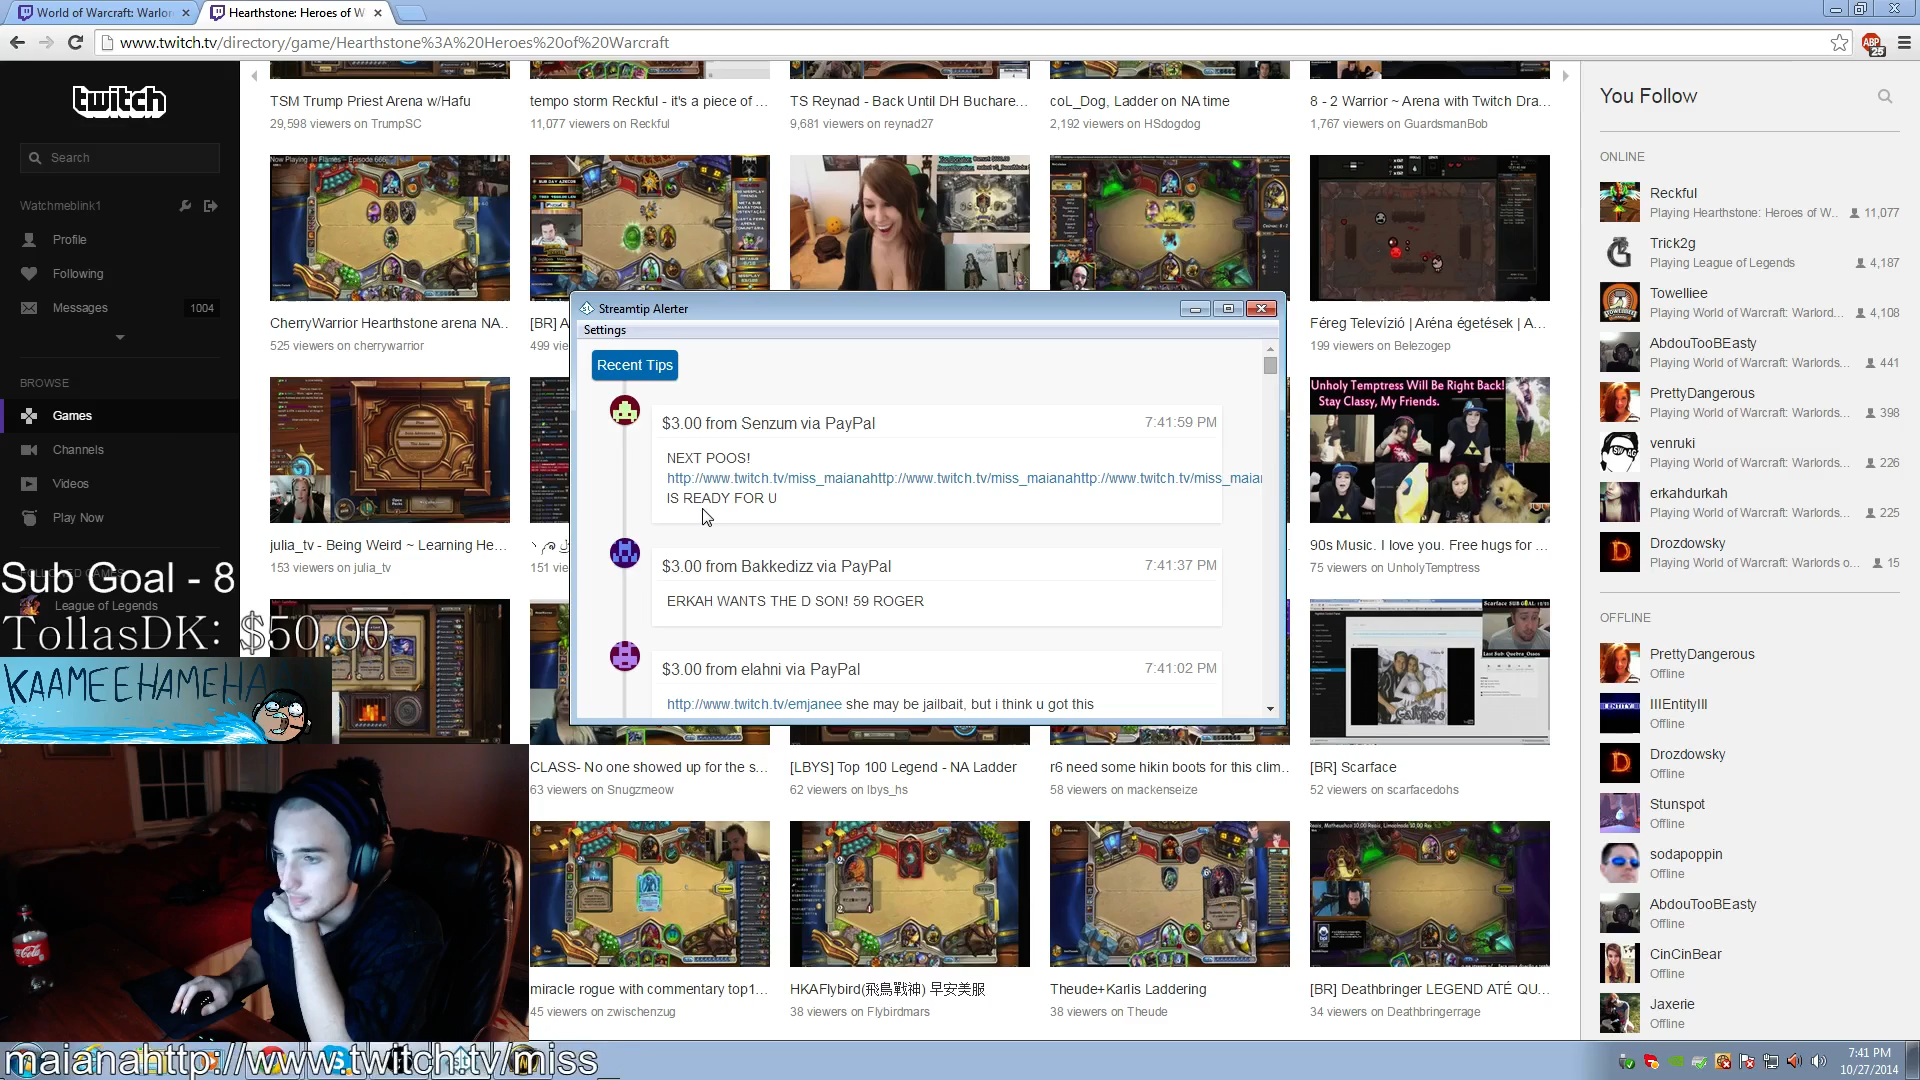 World of Warcraft: Warlor
Hearthstone: Heroes of W
www.twitch.tv/directory/game/Hearthstone%3A%20Heroes%20of%20Warcraft
ABP
25
twitch
Search
Watchmeblink1
Profile
Following
Messages
1004
BROWSE
Games
Channels
Videos
Play Now
Sub Goal - 8
League of Legends
TollasDK: $50.00
KAAMEEHAMEHA
TSM Trump Priest Arena w/Hafu
29,598 viewers on TrumpSC
tempo storm Reckful - it's a piece of ...
11,077 viewers on Reckful
TS Reynad - Back Until DH Buchare...
9,681 viewers on reynad27
coL_Dog, Ladder on NA time
2,192 viewers on HSdogdog
8 - 2 Warrior ~ Arena with Twitch Dra...
1,767 viewers on GuardsmanBob
Now Playing: In Flames - Episode 666
CherryWarrior Hearthstone arena NA..
525 viewers on cherrywarrior
[BR] A
499 vie
Féreg Televízió | Aréna égetések | A...
199 viewers on Belezogep
Streamtip Alerter
Settings
Recent Tips
$3.00 from Senzum via PayPal
7:41:59 PM
NEXT POOS!
http://www.twitch.tv/miss_maianahttp://www.twitch.tv/miss_maianahttp://www.twitch.tv/miss_maiar
IS READY FOR U
$3.00 from Bakkedizz via PayPal
7:41:37 PM
ERKAH WANTS THE D SON! 59 ROGER
$3.00 from elahni via PayPal
7:41:02 PM
http://www.twitch.tv/emjanee she may be jailbait, but i think u got this
julia_tv - Being Weird ~ Learning He...
153 viewers on julia_tv
151 vie
Unholy Temptress Will Be Right Back!
Stay Classy, My Friends.
90s Music. I love you. Free hugs for ...
75 viewers on UnholyTemptress
CLASS- No one showed up for the s...
63 viewers on Snugzmeow
[LBYS] Top 100 Legend - NA Ladder
62 viewers on lbys_hs
r6 need some hikin boots for this clim..
58 viewers on mackenseize
[BR] Scarface
52 viewers on scarfacedohs
miracle rogue with commentary top1...
45 viewers on zwischenzug
HKAFlybird(飛鳥戰神) 早安美服
38 viewers on Flybirdmars
Theude+Karlis Laddering
38 viewers on Theude
[BR] Deathbringer LEGEND ATÉ QU...
34 viewers on Deathbringerrage
You Follow
ONLINE
Reckful
Playing Hearthstone: Heroes of W.. 11,077
Trick2g
Playing League of Legends 4,187
Towelliee
Playing World of Warcraft: Warlord... 4,108
AbdouTooBEasty
Playing World of Warcraft: Warlords... 441
PrettyDangerous
Playing World of Warcraft: Warlords... 398
venruki
Playing World of Warcraft: Warlords... 226
erkahdurkah
Playing World of Warcraft: Warlords... 225
Drozdowsky
Playing World of Warcraft: Warlords o... 15
OFFLINE
PrettyDangerous
Offline
IIIEntityIII
Offline
Drozdowsky
Offline
Stunspot
Offline
sodapoppin
Offline
AbdouTooBEasty
Offline
CinCinBear
Offline
Jaxerie
Offline
maianahttp://www.twitch.tv/miss
7:41 PM
10/27/2014